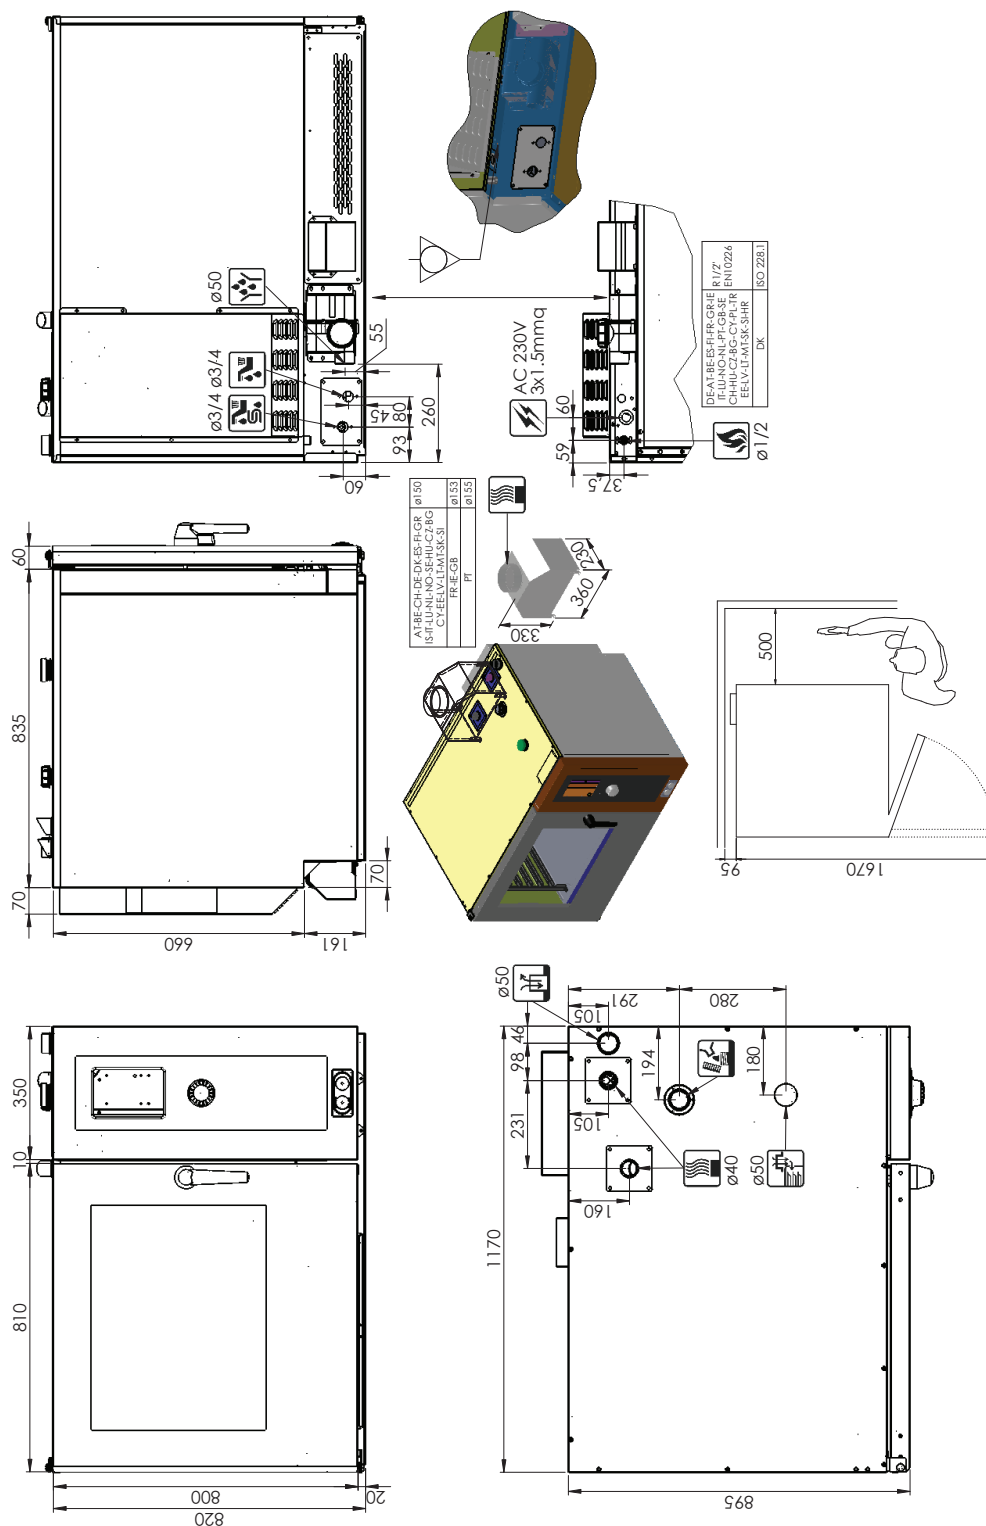 60
835
70
660
161
70
ø3/4
ø3/4
ø50
60
93
80
45
260
55
AC 230V
3x1.5mmq
60
59
37,5
ø1/2
DE-AT-BE-ES-FI-FR-GR-IE
IT-LU-NO-NL-PT-GB-SE
CH-HU-CZ-BG-CY-PL-TR
EE-LV-LT-MT-SK-SI-HR
R1/2"
EN10226
DK
ISO 228.1
AT-BE-CH-DE-DK-ES-FI-GR
IS-IT-LU-NL-NO-SE-HU-CZ-BG
CY-EE-LV-LT-MT-SK-SI
ø150
FR-IE-GB
ø153
PT
ø155
330
360
230
500
95
1670
350
10
810
800
20
820
ø50
46
98
231
105
105
291
280
194
180
160
ø40
ø50
1170
895